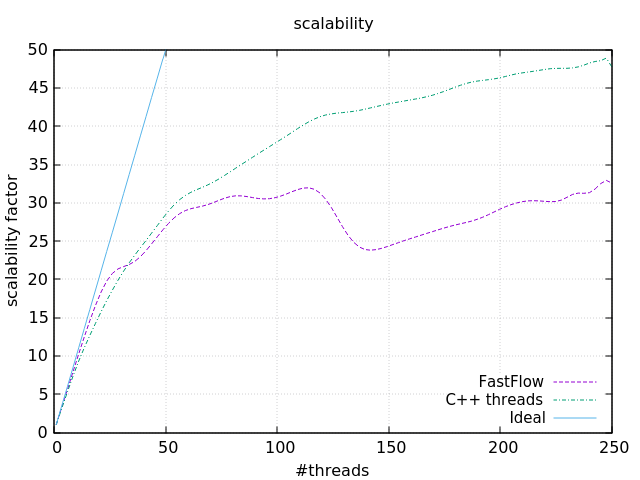 scalability
50
45
40
35
30
25
20
15
10
5
0
scalability factor
FastFlow
C++ threads
Ideal
0 50 100 150 200 250
#threads